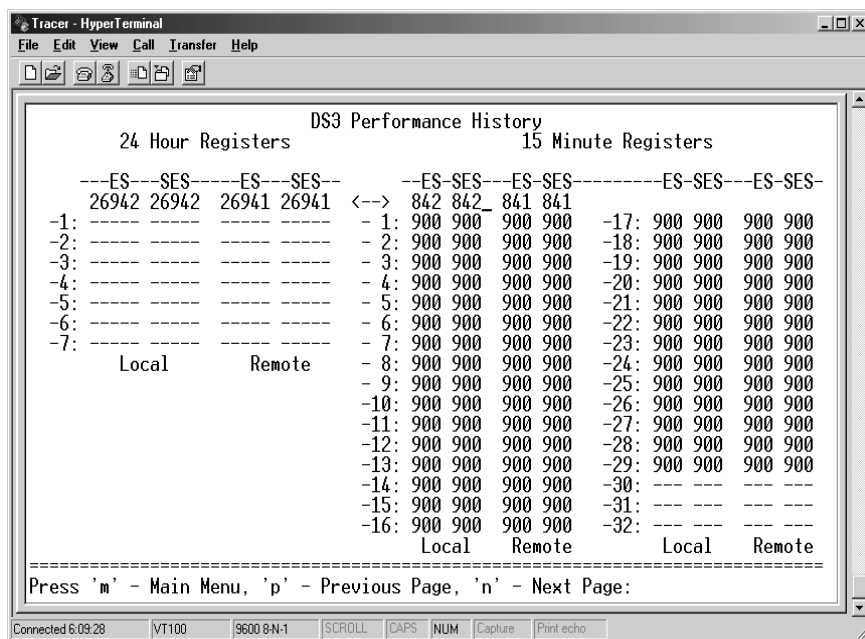 Tracer - HyperTerminal
File Edit View Call Transfer Help
DS3 Performance History
24 Hour Registers 15 Minute Registers
---ES---SES-----ES---SES-- --ES-SES---ES-SES---------ES-SES---ES-SES-
26942 26942 26941 26941 <--> 842 842_ 841 841
-1: ----- ----- ----- ----- - 1: 900 900 900 900 -17: 900 900 900 900
-2: ----- ----- ----- ----- - 2: 900 900 900 900 -18: 900 900 900 900
-3: ----- ----- ----- ----- - 3: 900 900 900 900 -19: 900 900 900 900
-4: ----- ----- ----- ----- - 4: 900 900 900 900 -20: 900 900 900 900
-5: ----- ----- ----- ----- - 5: 900 900 900 900 -21: 900 900 900 900
-6: ----- ----- ----- ----- - 6: 900 900 900 900 -22: 900 900 900 900
-7: ----- ----- ----- ----- - 7: 900 900 900 900 -23: 900 900 900 900
Local Remote - 8: 900 900 900 900 -24: 900 900 900 900
- 9: 900 900 900 900 -25: 900 900 900 900
-10: 900 900 900 900 -26: 900 900 900 900
-11: 900 900 900 900 -27: 900 900 900 900
-12: 900 900 900 900 -28: 900 900 900 900
-13: 900 900 900 900 -29: 900 900 900 900
-14: 900 900 900 900 -30: --- --- --- ---
-15: 900 900 900 900 -31: --- --- --- ---
-16: 900 900 900 900 -32: --- --- --- ---
Local Remote Local Remote
==========================================================================
Press 'm' - Main Menu, 'p' - Previous Page, 'n' - Next Page:
Connected 6:09:28 VT100 9600 8-N-1 SCROLL CAPS NUM Capture Print echo